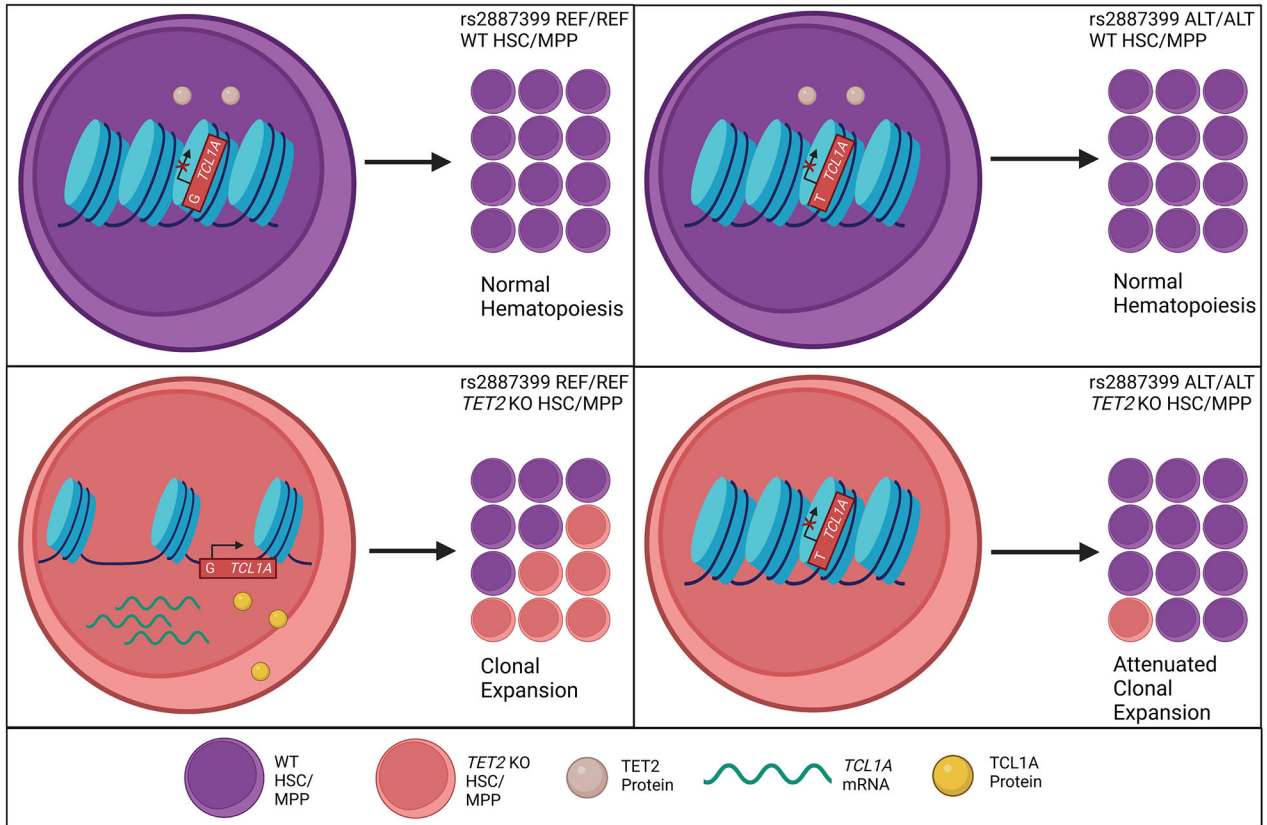 rs2887399 REF/REF
WT HSC/MPP
G TCL1A
Normal
Hematopoiesis
rs2887399 ALT/ALT
WT HSC/MPP
T TCL1A
Normal
Hematopoiesis
rs2887399 REF/REF
TET2 KO HSC/MPP
G TCL1A
Clonal
Expansion
rs2887399 ALT/ALT
TET2 KO HSC/MPP
T TCL1A
Attenuated
Clonal
Expansion
WT
HSC/
MPP
TET2 KO
HSC/
MPP
TET2
Protein
TCL1A
mRNA
TCL1A
Protein